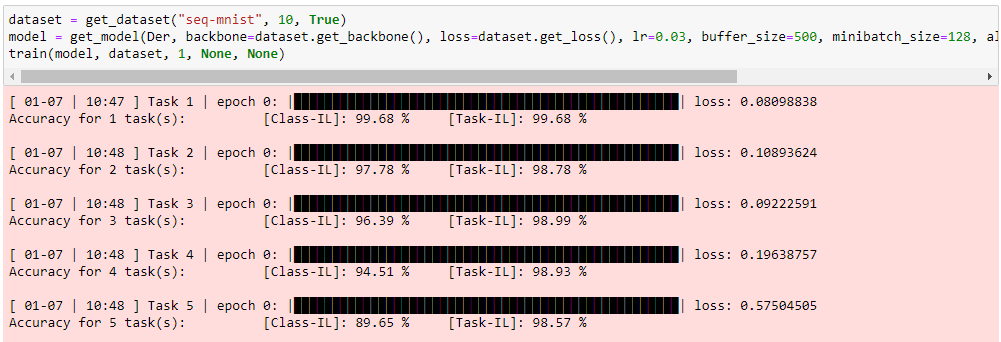 dataset = get_dataset("seq-mnist", 10, True)
model = get_model(Der, backbone=dataset.get_backbone(), loss=dataset.get_loss(), lr=0.03, buffer_size=500, minibatch_size=128, al
train(model, dataset, 1, None, None)
[ 01-07 | 10:47 ] Task 1 | epoch 0: || loss: 0.08098838
Accuracy for 1 task(s): [Class-IL]: 99.68 % [Task-IL]: 99.68 %
[ 01-07 | 10:48 ] Task 2 | epoch 0: || loss: 0.10893624
Accuracy for 2 task(s): [Class-IL]: 97.78 % [Task-IL]: 98.78 %
[ 01-07 | 10:48 ] Task 3 | epoch 0: || loss: 0.09222591
Accuracy for 3 task(s): [Class-IL]: 96.39 % [Task-IL]: 98.99 %
[ 01-07 | 10:48 ] Task 4 | epoch 0: || loss: 0.19638757
Accuracy for 4 task(s): [Class-IL]: 94.51 % [Task-IL]: 98.93 %
[ 01-07 | 10:48 ] Task 5 | epoch 0: || loss: 0.57504505
Accuracy for 5 task(s): [Class-IL]: 89.65 % [Task-IL]: 98.57 %